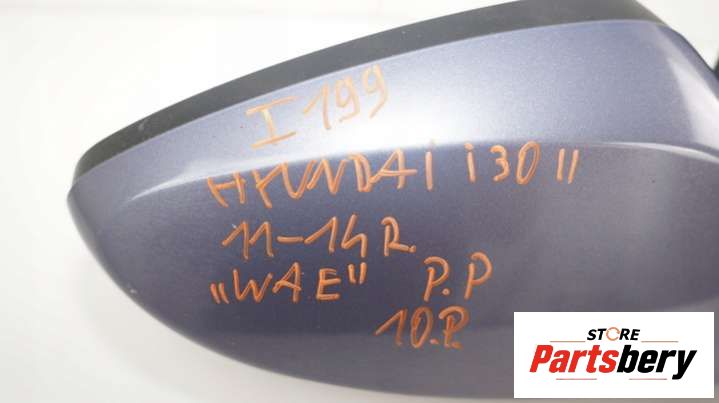 I 199
HYUNDAI i30 II
11-14R.
„WAE" P.P
10.P.
STORE
Partsbery